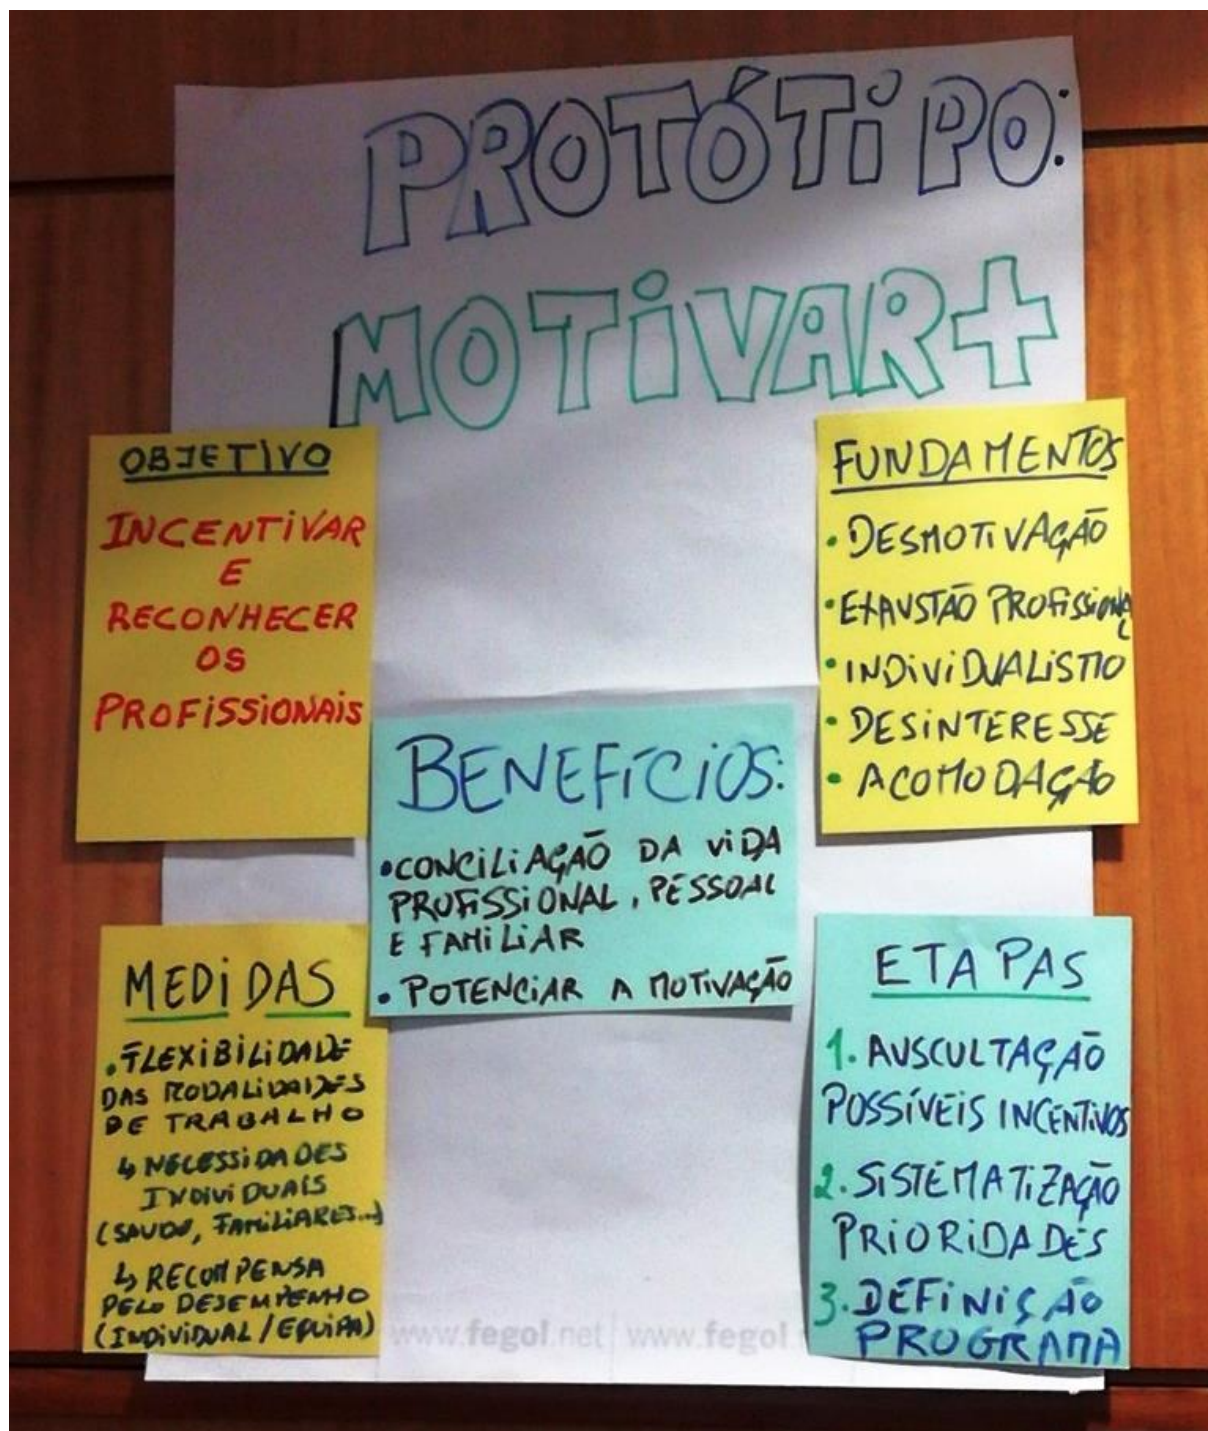 PROTÓTiPO:
MOTiVAR+
OBJETIVO
INCENTIVAR
E
RECONHECER
OS
PROFiSSiONAIS
FUNDAMENTOS
• DESMOTiVAÇÃO
• EXAUSTÃO PROFiSSiONAL
• INDiViDUALiSMO
• DESiNTERESSE
• ACOMODAÇÃO
BENEFÍCiOS:
• CONCiLiAÇÃO DA ViDA
PROFiSSiONAL, PESSOAL
E FAMiLiAR
• POTENCiAR A MOTiVAÇÃO
MEDiDAS
• FLEXiBiLiDADE
DAS MODALiDADES
DE TRABALHO
↳ NECESSiDADES
INDiViDUAiS
(SAUDE, FAMiLiARES...)
↳ RECOMPENSA
PELO DESEMPENHO
(INDiViDUAL / EQUiPA)
ETAPAS
1. AUSCULTAÇÃO
POSSÍVEiS INCENTiVOS
2. SiSTEMATiZAÇÃO
PRiORiDADES
3. DEFiNiÇÃO
PROGRAMA
www.fegol.net | www.fegol